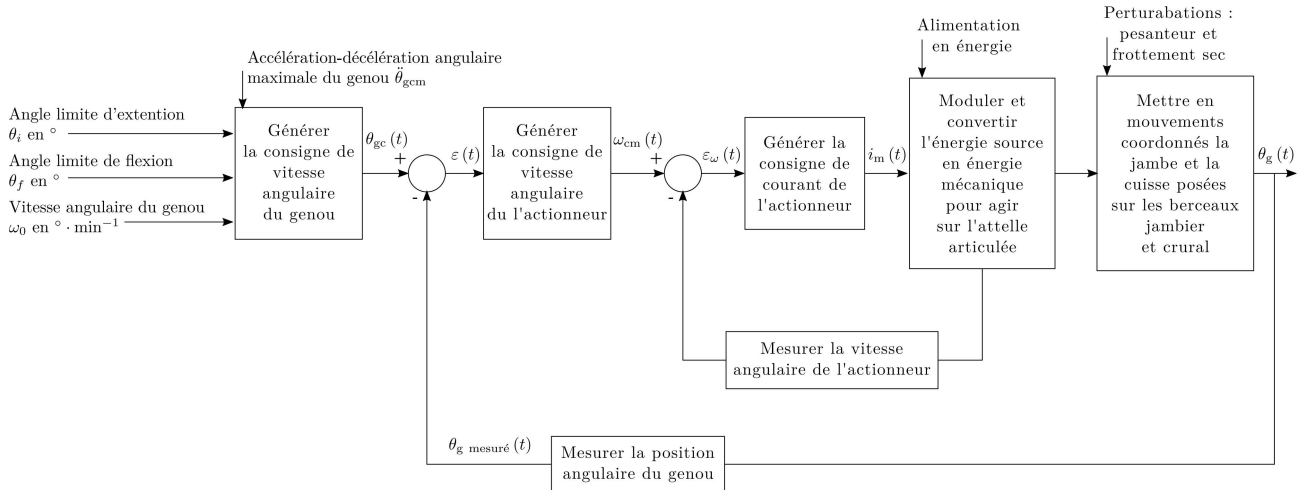 Accélération-décélération angulaire
maximale du genou θ̈gcm
Angle limite d'extention
θi en °
Angle limite de flexion
θf en °
Vitesse angulaire du genou
ω0 en ° · min⁻¹
Générer
la consigne de
vitesse
angulaire
du genou
θgc (t)
+
-
ε (t)
Générer
la consigne de
vitesse
angulaire
du l'actionneur
ωcm (t)
+
-
εω (t)
Générer la
consigne de
courant de
l'actionneur
im (t)
Alimentation
en énergie
Moduler et
convertir
l'énergie source
en énergie
mécanique
pour agir
sur l'attelle
articulée
Perturabations :
pesanteur et
frottement sec
Mettre en
mouvements
coordonnés la
jambe et la
cuisse posées
sur les berceaux
jambier
et crural
θg (t)
Mesurer la vitesse
angulaire de l'actionneur
θg mesuré (t)
Mesurer la position
angulaire du genou